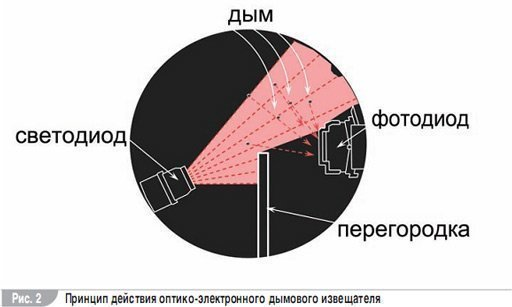 дым
светодиод
фотодиод
перегородка
Рис. 2 Принцип действия оптико-электронного дымового извещателя